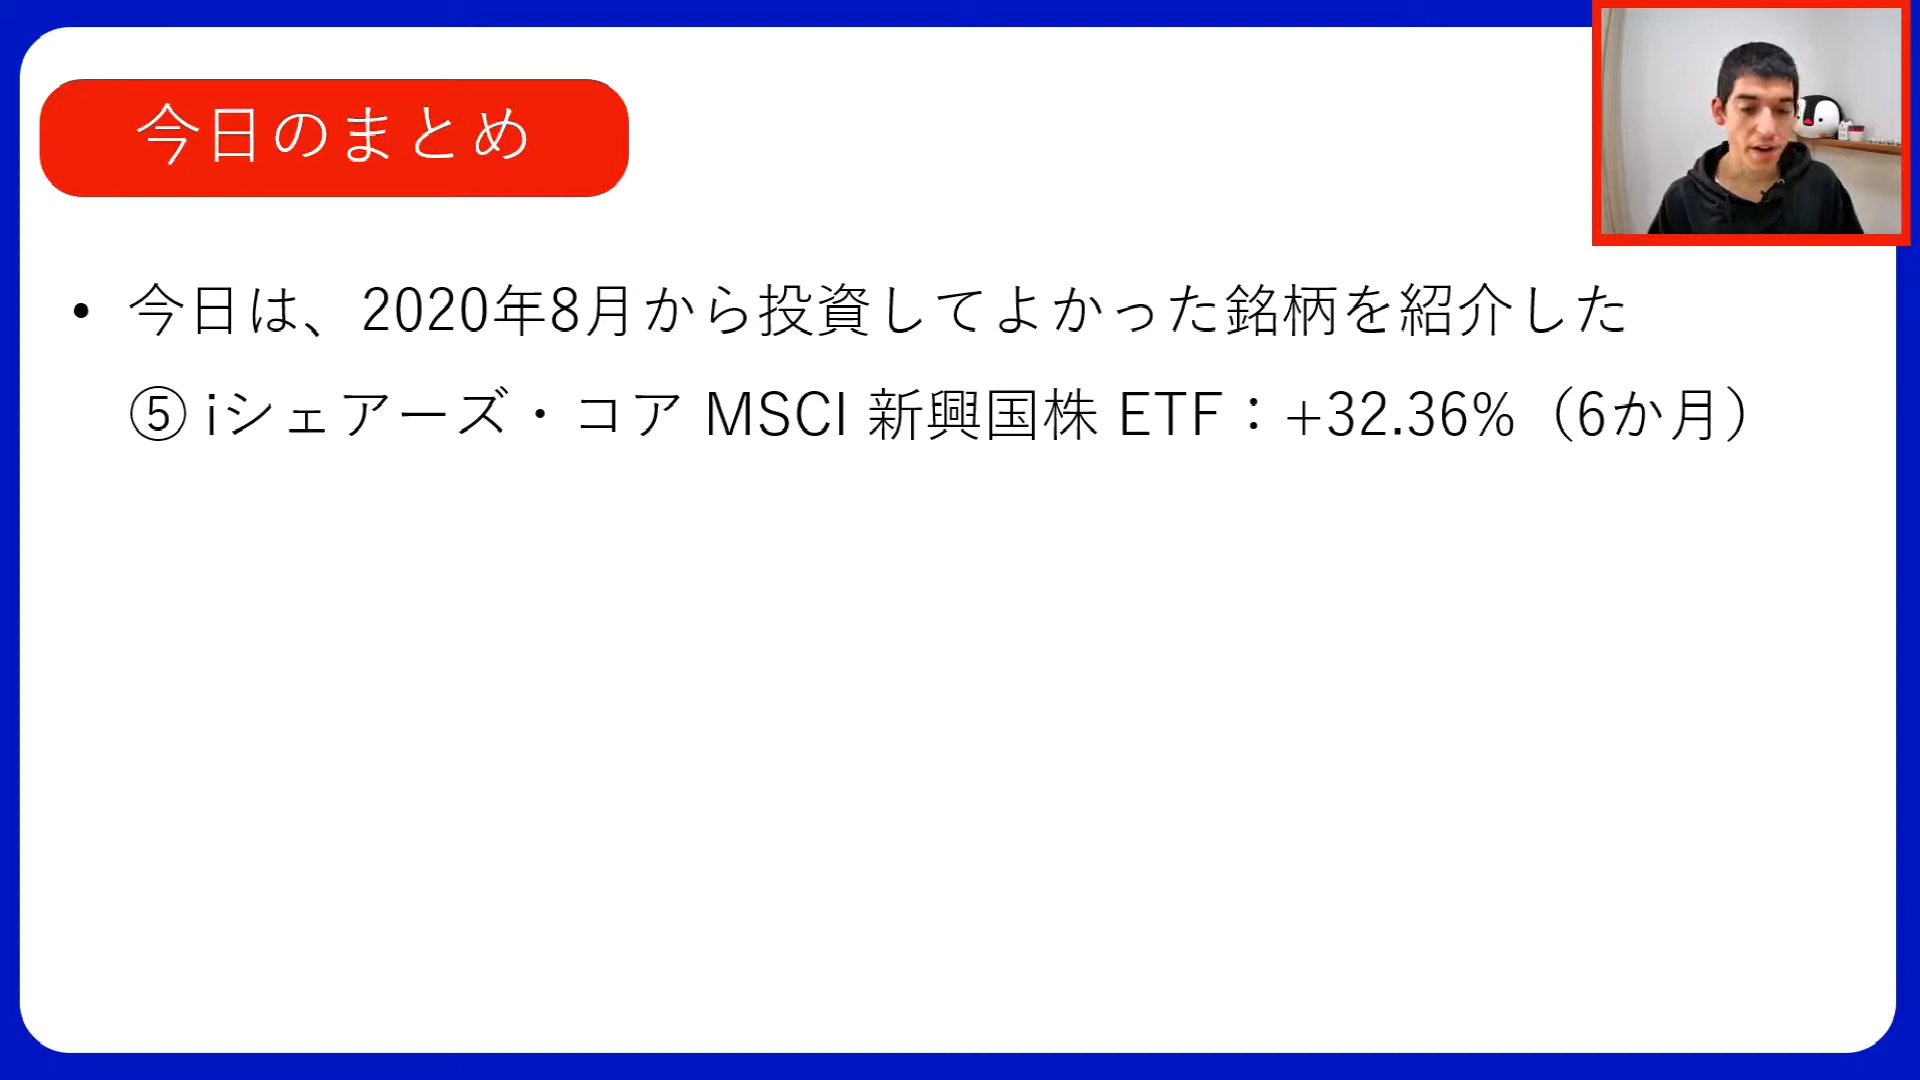 今日のまとめ
• 今日は、2020年8月から投資してよかった銘柄を紹介した
⑤ iシェアーズ・コア MSCI 新興国株 ETF：+32.36%（6か月）